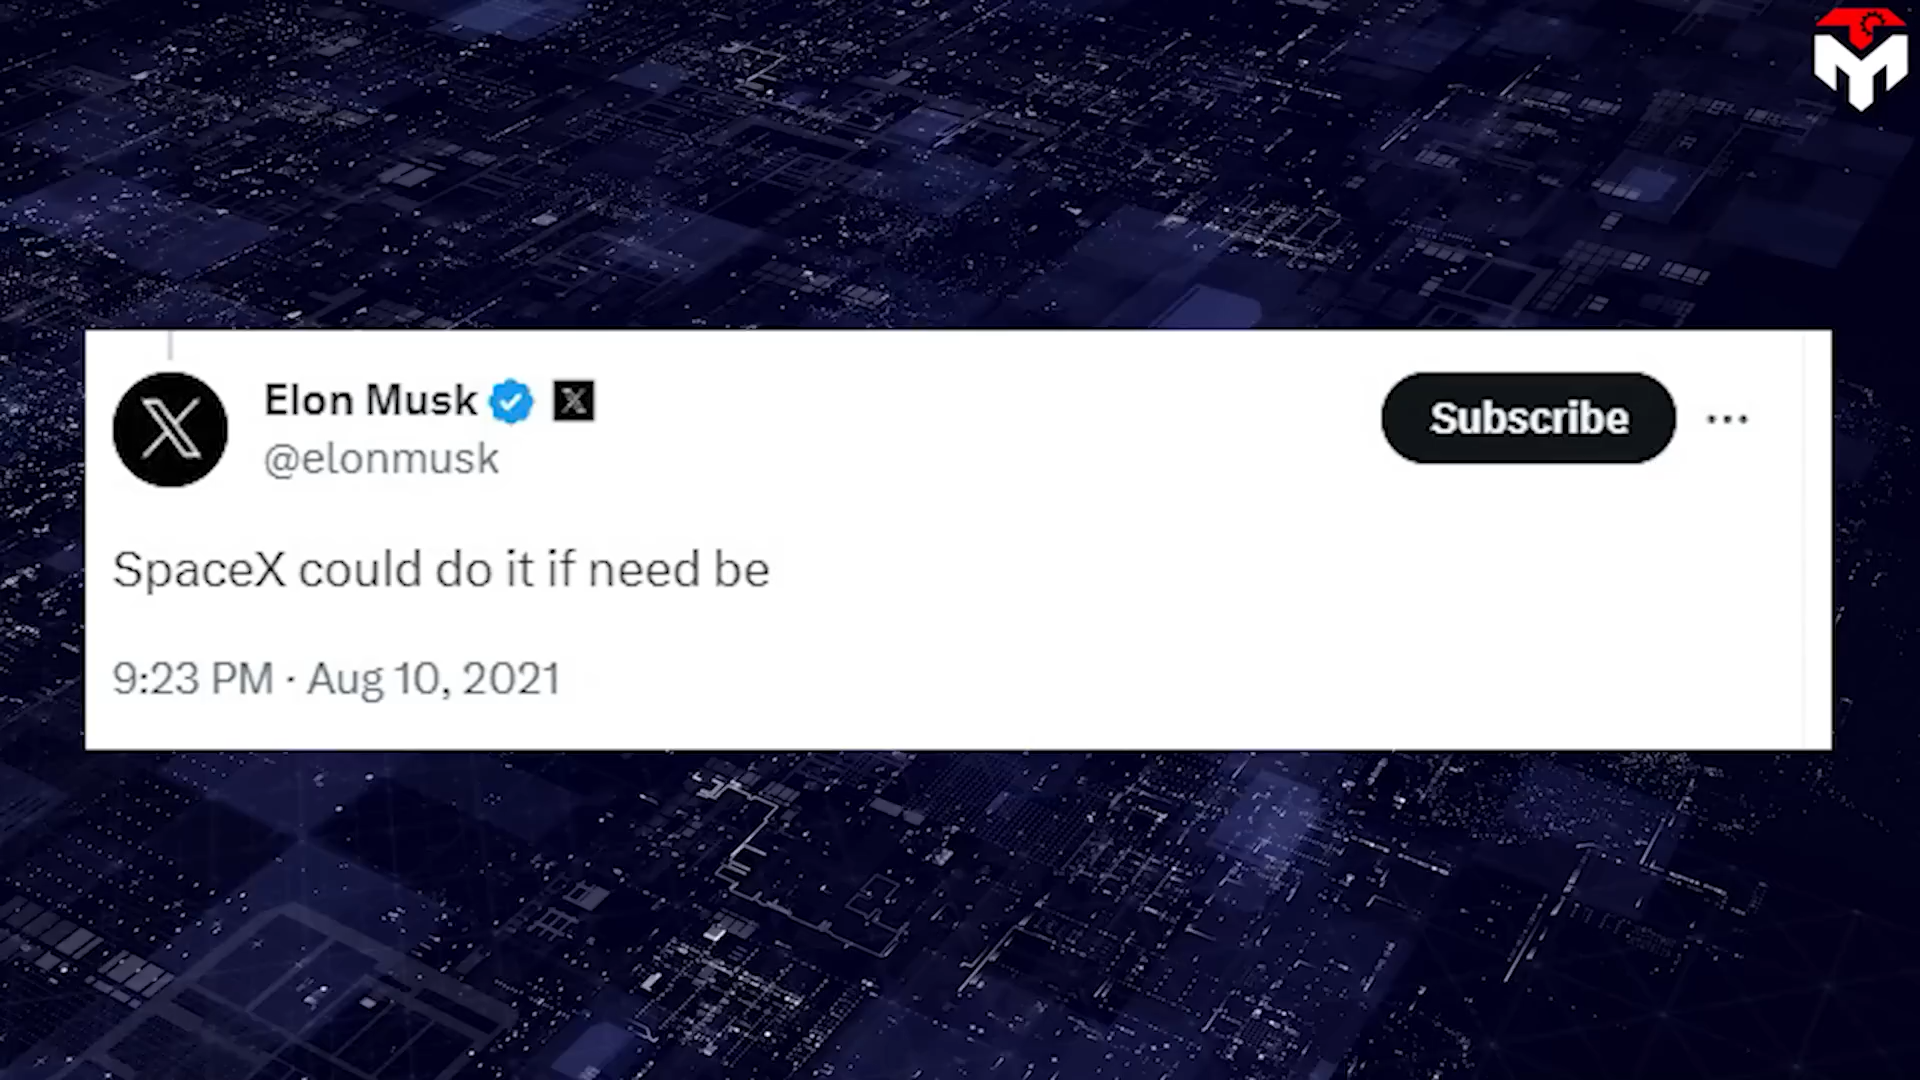 Elon Musk
@elonmusk
Subscribe
SpaceX could do it if need be
9:23 PM · Aug 10, 2021